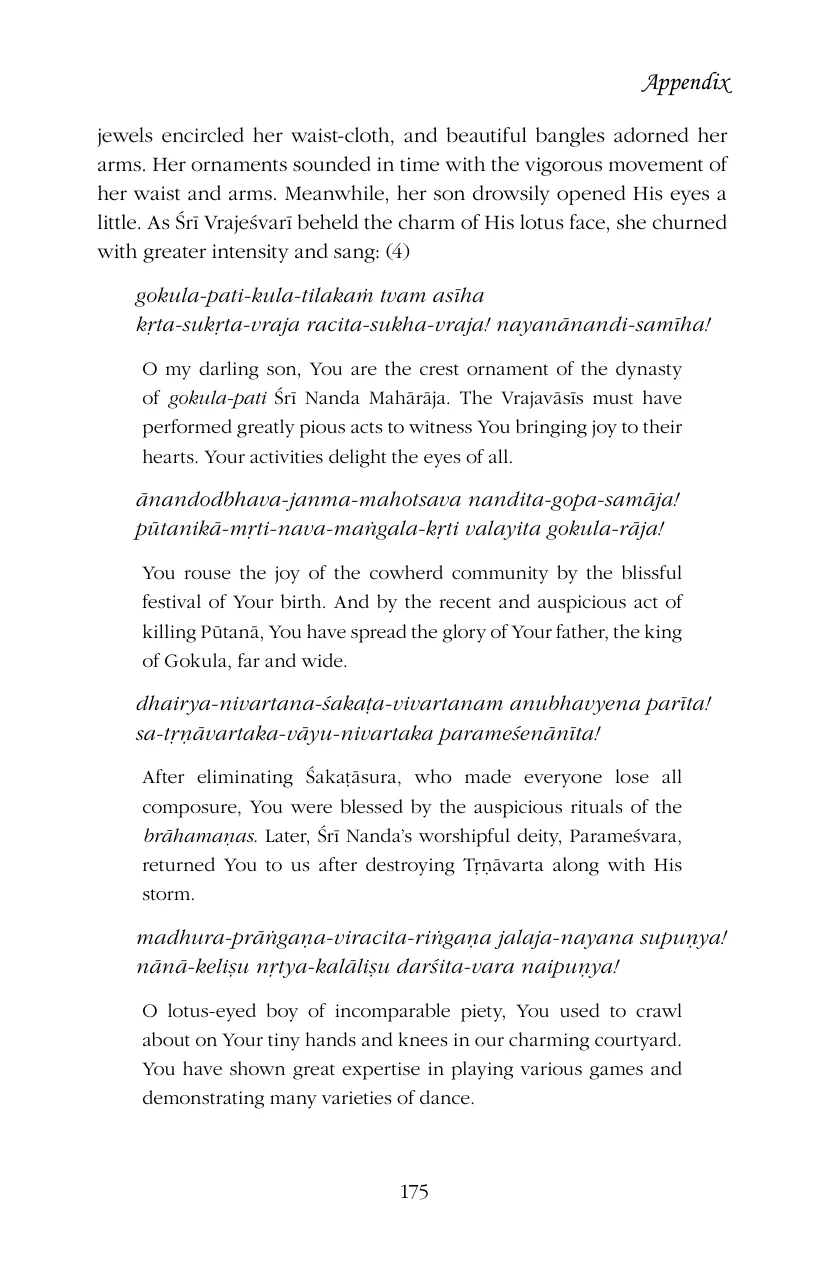 Appendix
jewels encircled her waist-cloth, and beautiful bangles adorned her
arms. Her ornaments sounded in time with the vigorous movement of
her waist and arms. Meanwhile, her son drowsily opened His eyes a
little. As Śrī Vrajeśvarī beheld the charm of His lotus face, she churned
with greater intensity and sang: (4)
gokula-pati-kula-tilakaṁ tvam asīha
kṛta-sukṛta-vraja racita-sukha-vraja! nayanānandi-samīha!
O my darling son, You are the crest ornament of the dynasty
of gokula-pati Śrī Nanda Mahārāja. The Vrajavāsīs must have
performed greatly pious acts to witness You bringing joy to their
hearts. Your activities delight the eyes of all.
ānandodbhava-janma-mahotsava nandita-gopa-samāja!
pūtanikā-mṛti-nava-maṅgala-kṛti valayita gokula-rāja!
You rouse the joy of the cowherd community by the blissful
festival of Your birth. And by the recent and auspicious act of
killing Pūtanā, You have spread the glory of Your father, the king
of Gokula, far and wide.
dhairya-nivartana-śakaṭa-vivartanam anubhavyena parīta!
sa-tṛṇāvartaka-vāyu-nivartaka parameśenānīta!
After eliminating Śakaṭāsura, who made everyone lose all
composure, You were blessed by the auspicious rituals of the
brāhamaṇas. Later, Śrī Nanda’s worshipful deity, Parameśvara,
returned You to us after destroying Tṛṇāvarta along with His
storm.
madhura-prāṅgaṇa-viracita-riṅgaṇa jalaja-nayana supuṇya!
nānā-keliṣu nṛtya-kalāliṣu darśita-vara naipuṇya!
O lotus-eyed boy of incomparable piety, You used to crawl
about on Your tiny hands and knees in our charming courtyard.
You have shown great expertise in playing various games and
demonstrating many varieties of dance.
175